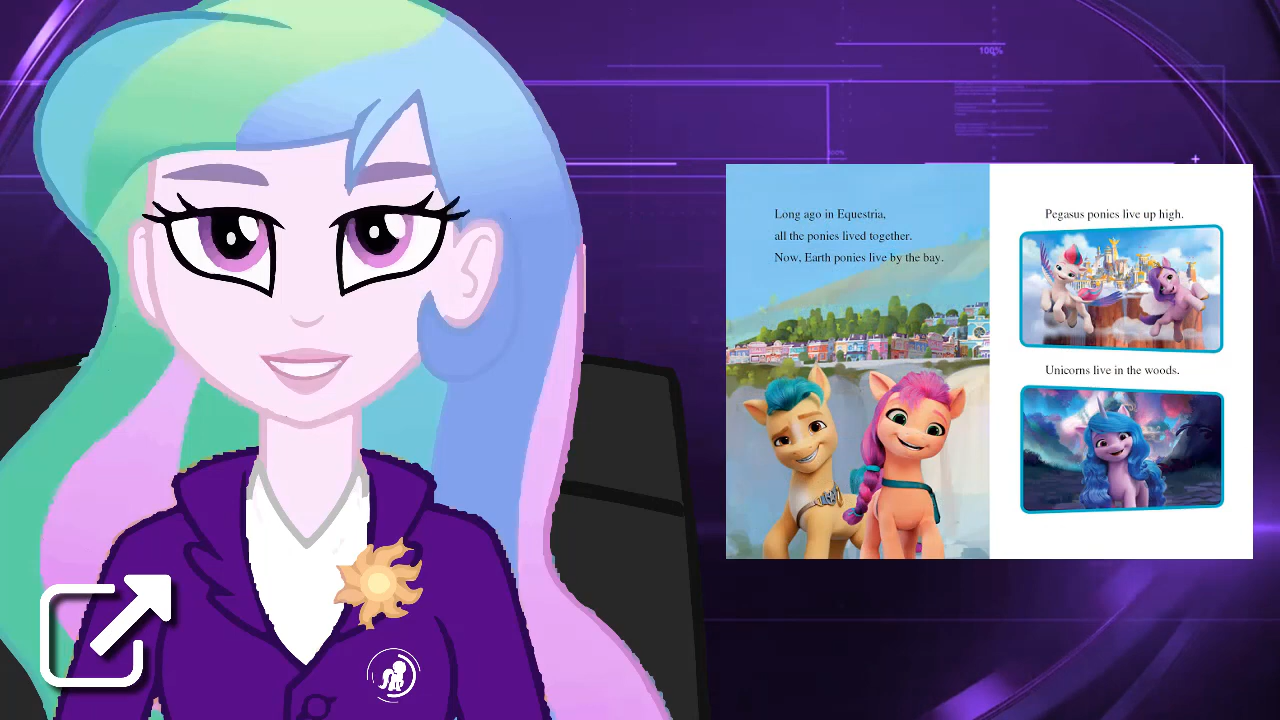 100%
Long ago in Equestria,
all the ponies lived together.
Now, Earth ponies live by the bay.
Pegasus ponies live up high.
Unicorns live in the woods.